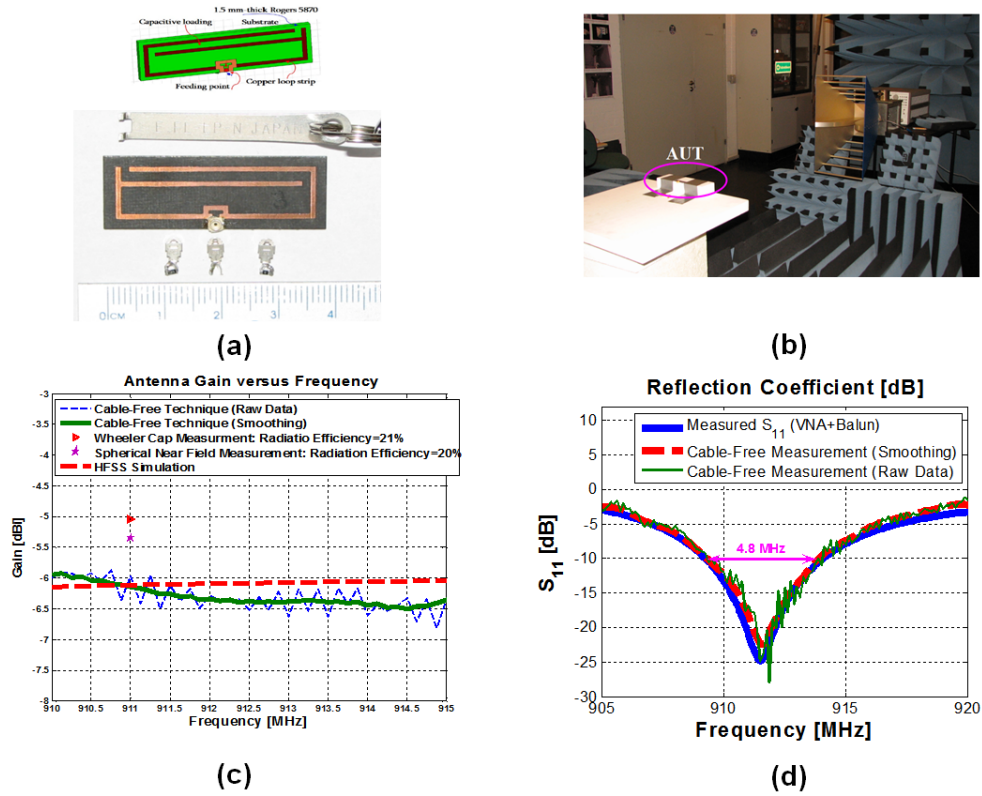 1.5 mm-thick Rogers 5870
Capacitive loading
Substrate
Feeding point
Copper loop strip
N JAPAN
3
0 CM 1 2 3 4
(a)
AUT
(b)
Antenna Gain versus Frequency
Cable-Free Technique (Raw Data)
Cable-Free Technique (Smoothing)
Wheeler Cap Measurment: Radiatio Efficiency=21%
Spherical Near Field Measurement: Radiation Efficiency=20%
HFSS Simulation
Gain [dBi]
-3
-3.5
-4
-4.5
-5
-5.5
-6
-6.5
-7
-7.5
-8
910 910.5 911 911.5 912 912.5 913 913.5 914 914.5 915
Frequency [MHz]
(c)
Reflection Coefficient [dB]
Measured S11 (VNA+Balun)
Cable-Free Measurement (Smoothing)
Cable-Free Measurement (Raw Data)
S11 [dB]
10
5
0
-5
-10
-15
-20
-25
-30
4.8 MHz
905 910 915 920
Frequency [MHz]
(d)